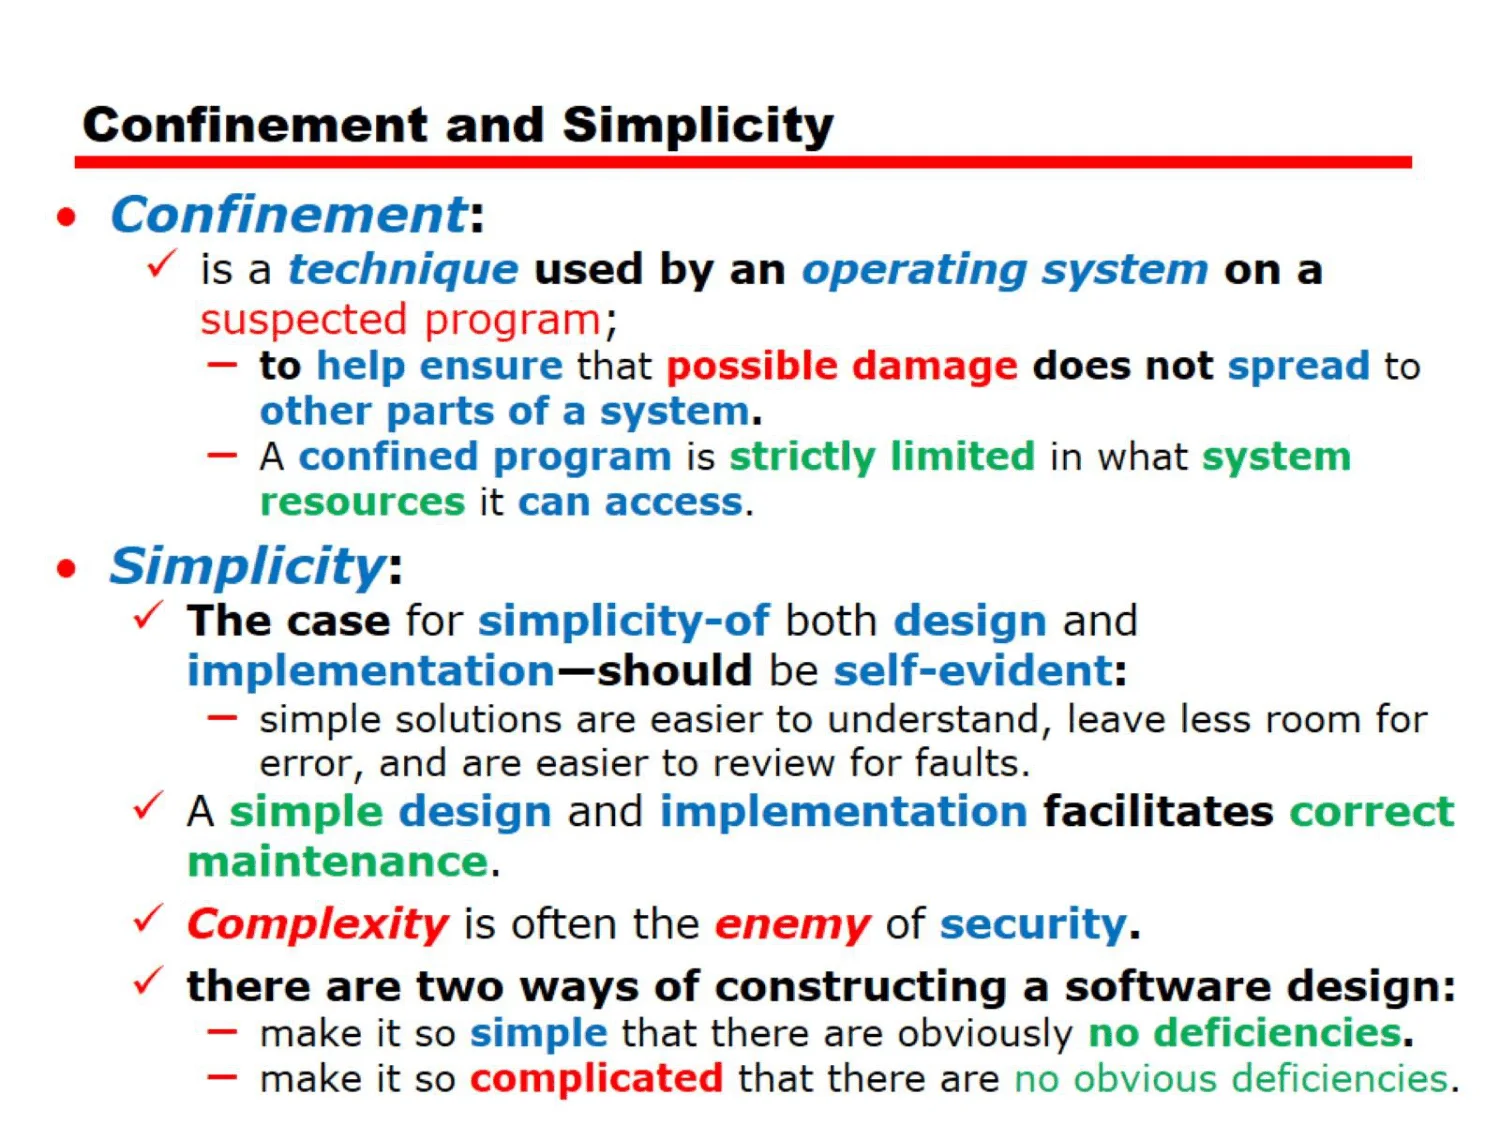 Confinement and Simplicity
• Confinement:
✓ is a technique used by an operating system on a
suspected program;
– to help ensure that possible damage does not spread to
other parts of a system.
– A confined program is strictly limited in what system
resources it can access.
• Simplicity:
✓ The case for simplicity-of both design and
implementation—should be self-evident:
– simple solutions are easier to understand, leave less room for
error, and are easier to review for faults.
✓ A simple design and implementation facilitates correct
maintenance.
✓ Complexity is often the enemy of security.
✓ there are two ways of constructing a software design:
– make it so simple that there are obviously no deficiencies.
– make it so complicated that there are no obvious deficiencies.